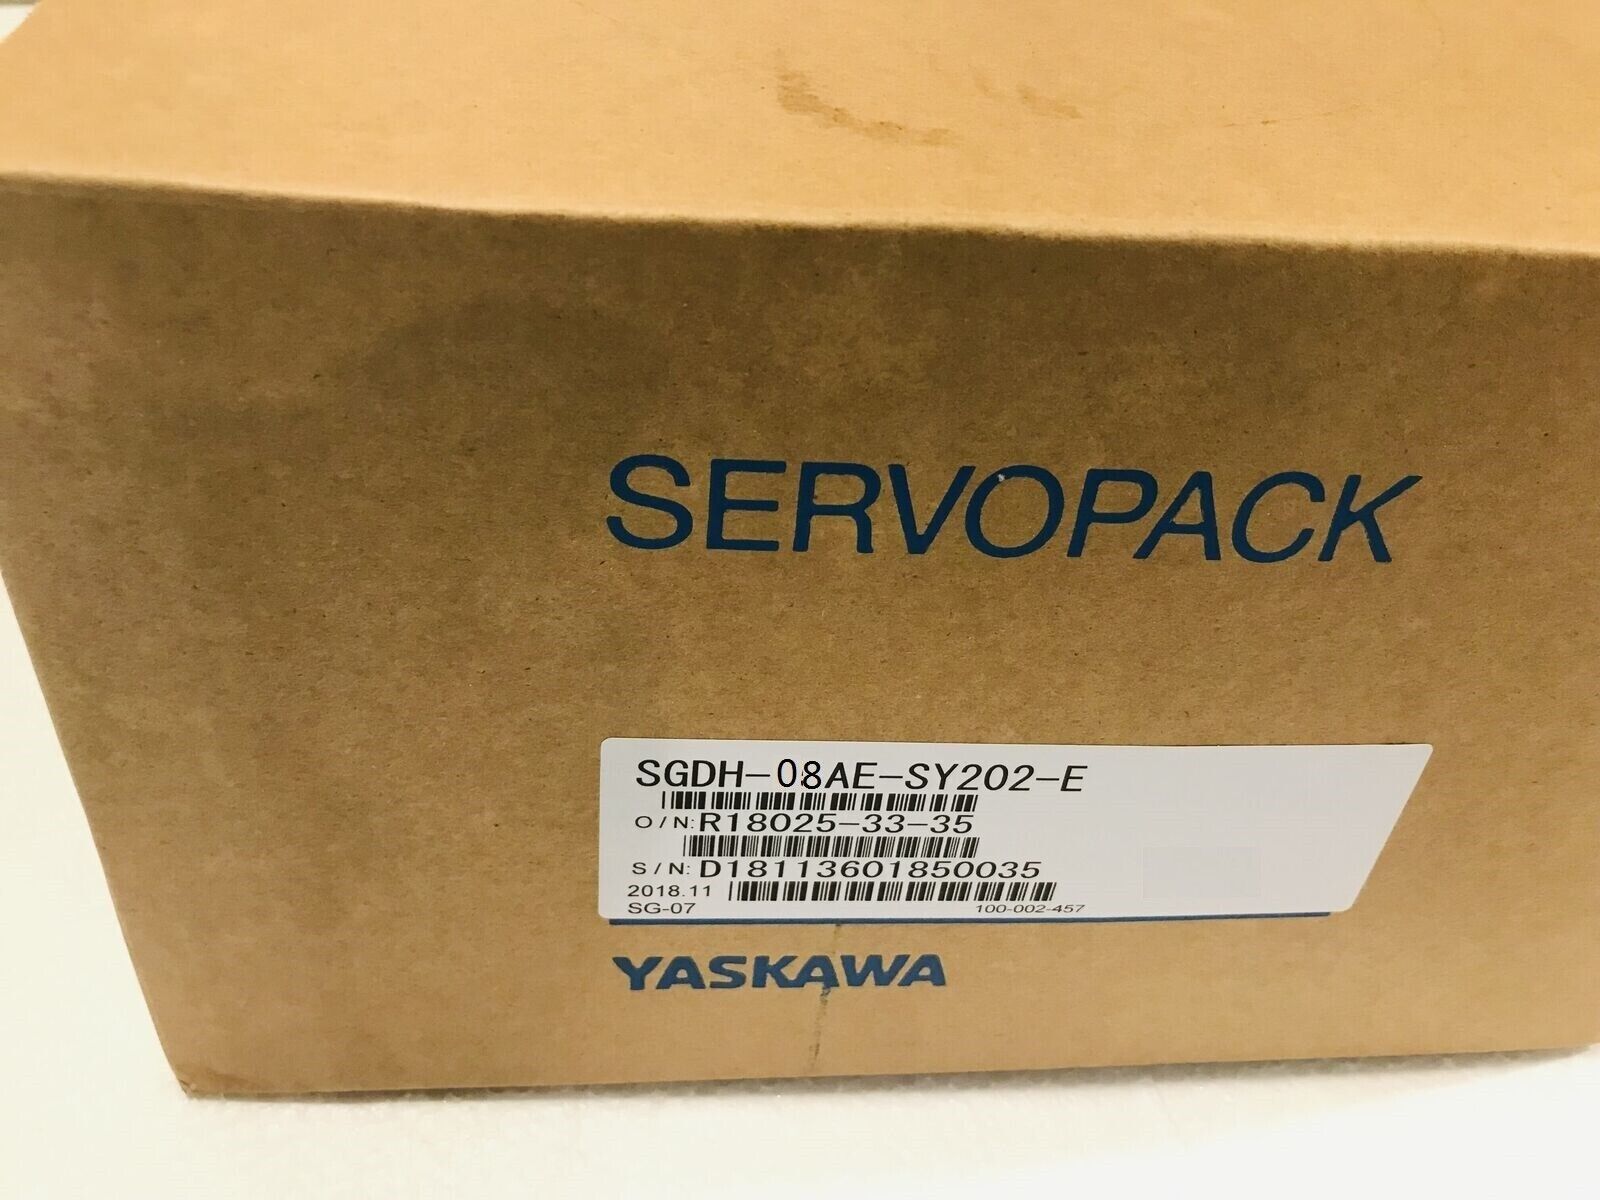 SERVOPACK
SGDH-08AE-SY202-E
O/N:R18025-33-35
S/N: D18113601850035
2018.11
SG-07 100-002-457
YASKAWA